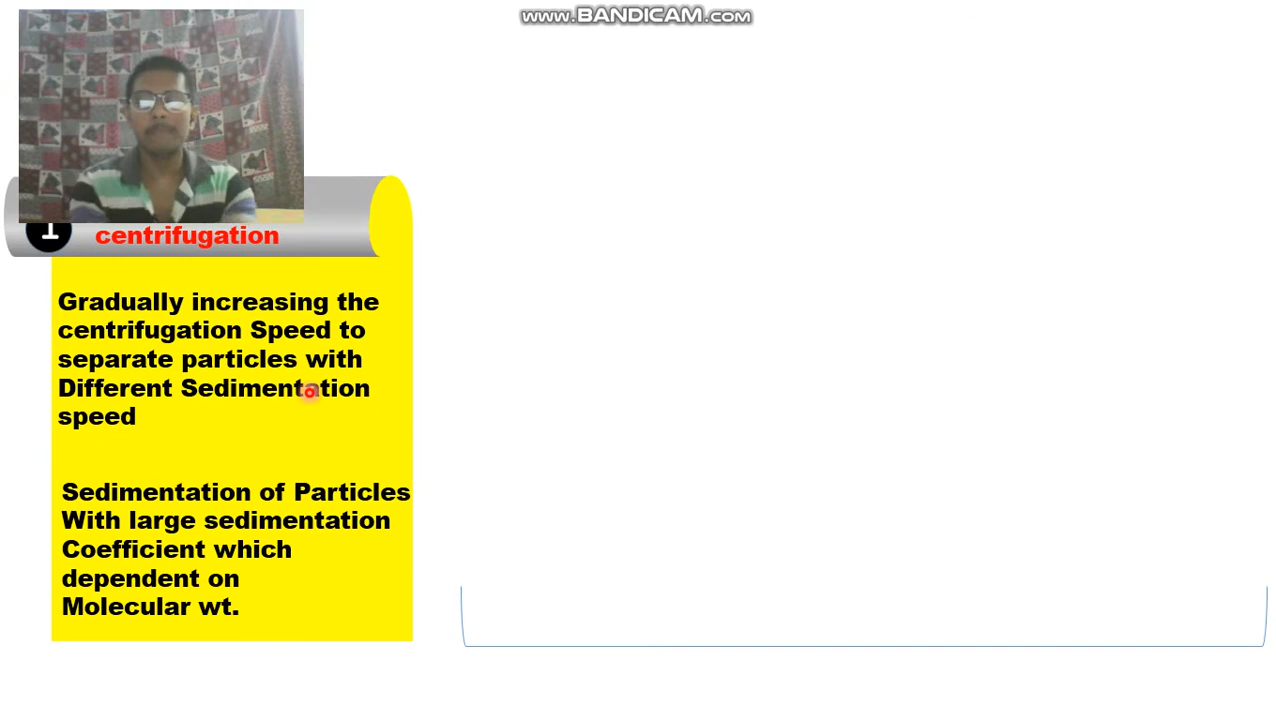 www.BANDICAM.com
1
centrifugation
Gradually increasing the
centrifugation Speed to
separate particles with
Different Sedimentation
speed
Sedimentation of Particles
With large sedimentation
Coefficient which
dependent on
Molecular wt.